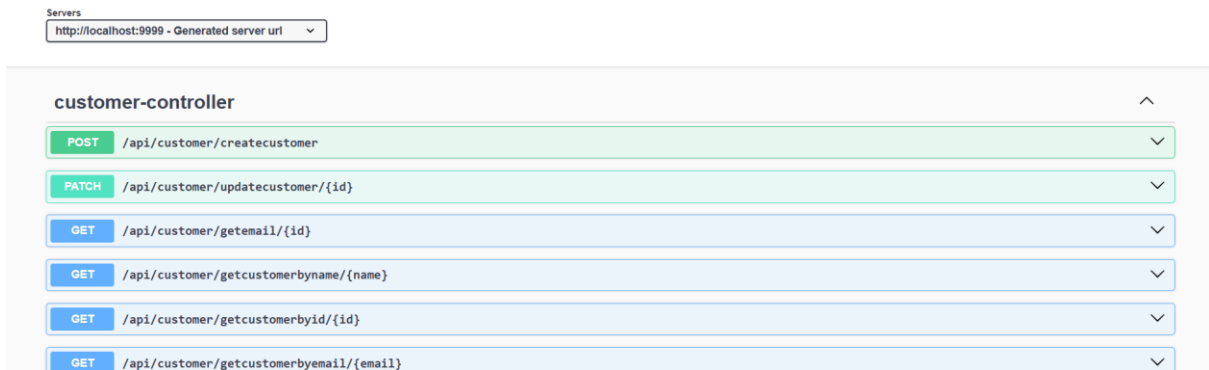 Servers
http://localhost:9999 - Generated server url
customer-controller
POST /api/customer/createcustomer
PATCH /api/customer/updatecustomer/{id}
GET /api/customer/getemail/{id}
GET /api/customer/getcustomerbyname/{name}
GET /api/customer/getcustomerbyid/{id}
GET /api/customer/getcustomerbyemail/{email}